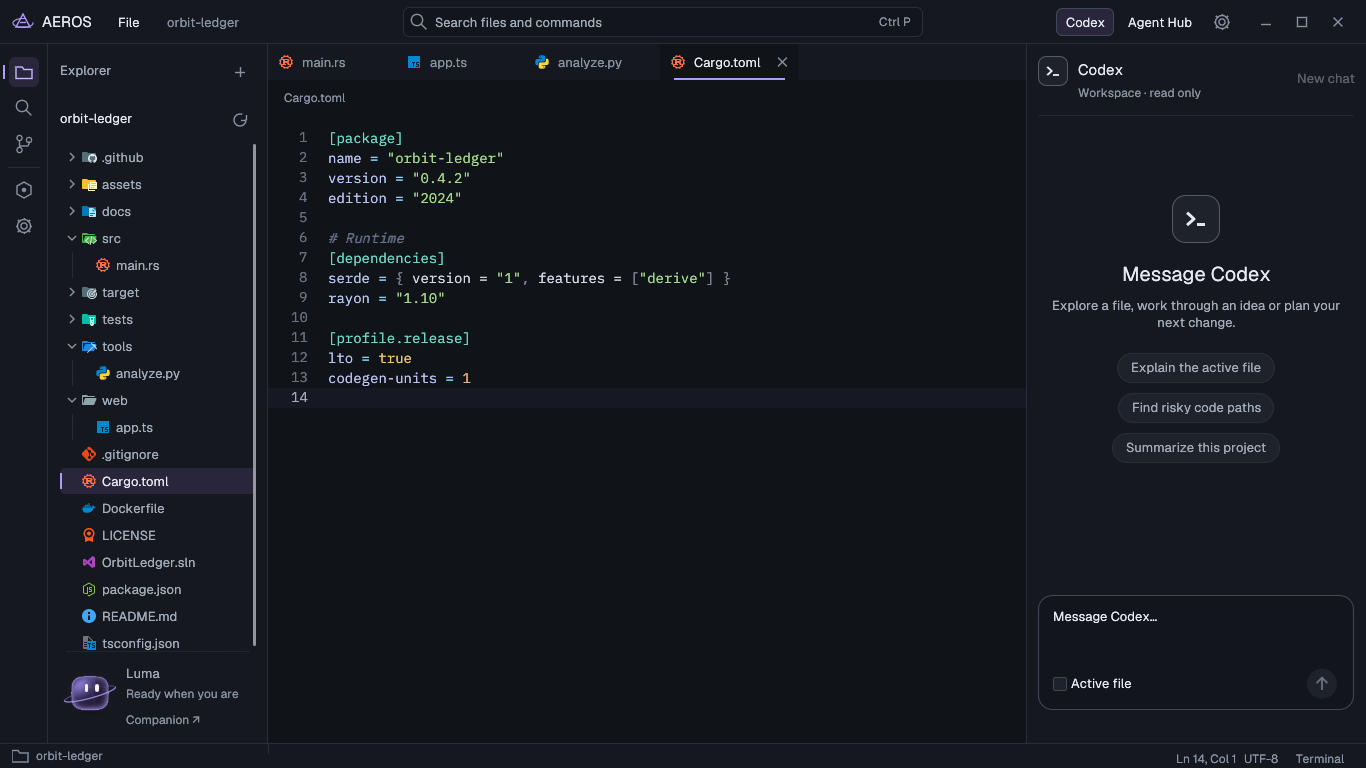 AEROS File orbit-ledger Search files and commands Ctrl P Codex Agent Hub
Explorer
orbit-ledger
.github
assets
docs
src
main.rs
target
tests
tools
analyze.py
web
app.ts
.gitignore
Cargo.toml
Dockerfile
LICENSE
OrbitLedger.sln
package.json
README.md
tsconfig.json
Luma
Ready when you are
Companion ↗
main.rs app.ts analyze.py Cargo.toml
Cargo.toml
1 [package]
2 name = "orbit-ledger"
3 version = "0.4.2"
4 edition = "2024"
5
6 # Runtime
7 [dependencies]
8 serde = { version = "1", features = ["derive"] }
9 rayon = "1.10"
10
11 [profile.release]
12 lto = true
13 codegen-units = 1
14
Codex
Workspace · read only
New chat
Message Codex
Explore a file, work through an idea or plan your
next change.
Explain the active file
Find risky code paths
Summarize this project
Message Codex…
Active file
orbit-ledger Ln 14, Col 1 UTF-8 Terminal